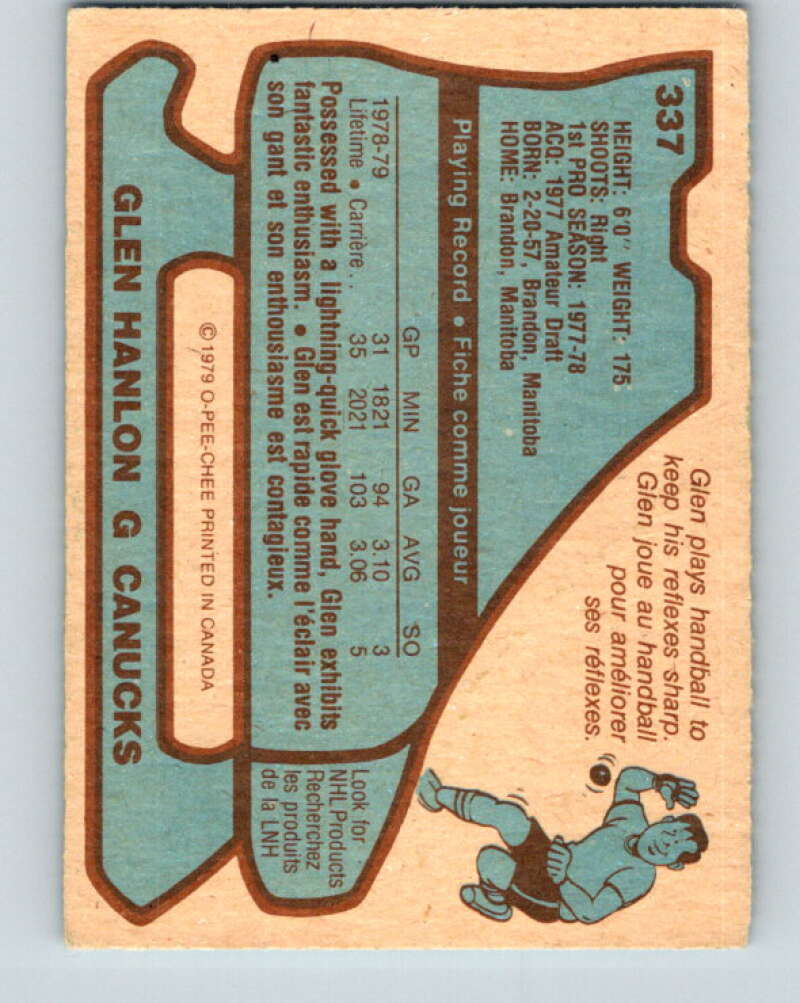 337
HEIGHT: 6'0" WEIGHT: 175
SHOOTS: Right
1st PRO SEASON: 1977-78
ACQ: 1977 Amateur Draft
BORN: 2-20-57, Brandon, Manitoba
HOME: Brandon, Manitoba
Glen plays handball to
keep his reflexes sharp.
Glen joue au handball
pour améliorer
ses réflexes.
Playing Record • Fiche comme joueur
GP MIN GA AVG SO
1978-79 31 1821 94 3.10 3
Lifetime • Carrière . . 35 2021 103 3.06 5
Possessed with a lightning-quick glove hand, Glen exhibits
fantastic enthusiasm. • Glen est rapide comme l'éclair avec
son gant et son enthousiasme est contagieux.
Look for
NHL Products
Recherchez
les produits
de la LNH
©1979 O-PEE-CHEE PRINTED IN CANADA
GLEN HANLON G CANUCKS